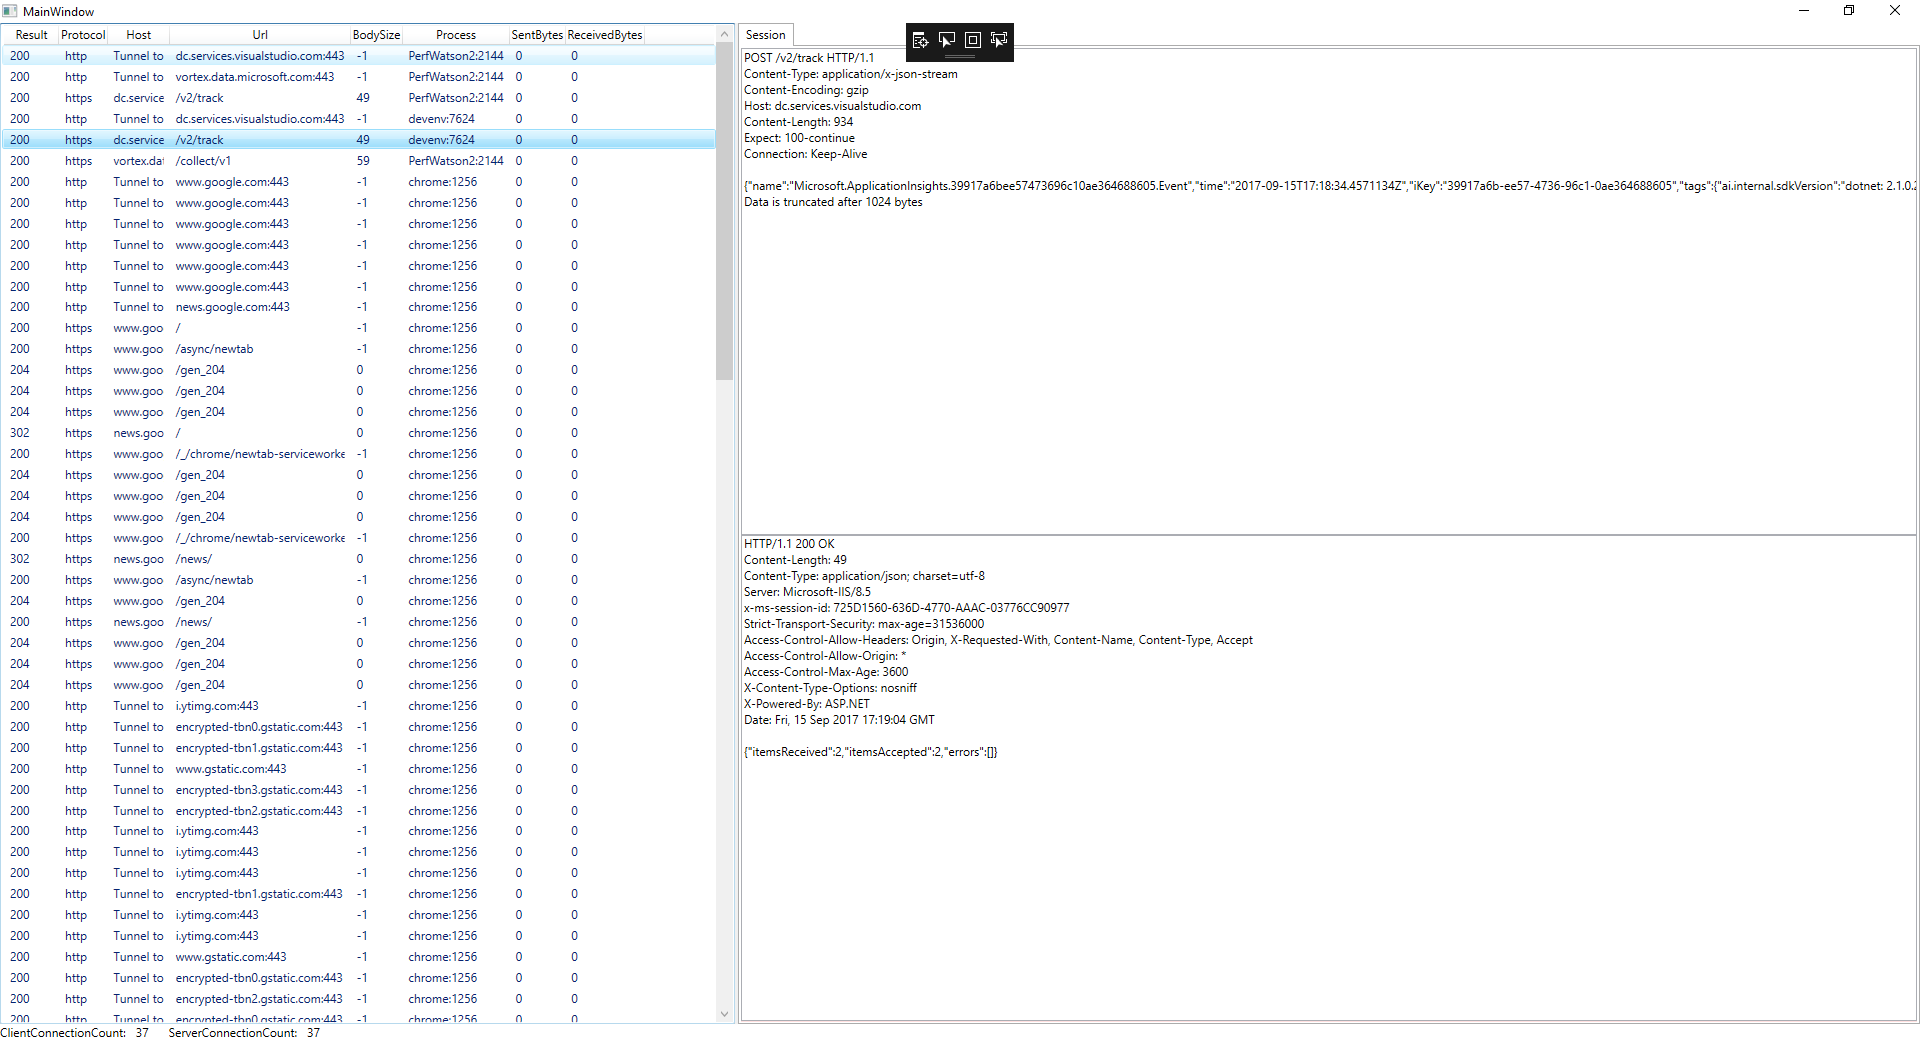 MainWindow
Result Protocol Host Url BodySize Process SentBytes ReceivedBytes
200 http Tunnel to dc.services.visualstudio.com:443 -1 PerfWatson2:2144 0 0
200 http Tunnel to vortex.data.microsoft.com:443 -1 PerfWatson2:2144 0 0
200 https dc.service /v2/track 49 PerfWatson2:2144 0 0
200 http Tunnel to dc.services.visualstudio.com:443 -1 devenv:7624 0 0
200 https dc.service /v2/track 49 devenv:7624 0 0
200 https vortex.dat /collect/v1 59 PerfWatson2:2144 0 0
200 http Tunnel to www.google.com:443 -1 chrome:1256 0 0
200 http Tunnel to www.google.com:443 -1 chrome:1256 0 0
200 http Tunnel to www.google.com:443 -1 chrome:1256 0 0
200 http Tunnel to www.google.com:443 -1 chrome:1256 0 0
200 http Tunnel to www.google.com:443 -1 chrome:1256 0 0
200 http Tunnel to www.google.com:443 -1 chrome:1256 0 0
200 http Tunnel to news.google.com:443 -1 chrome:1256 0 0
200 https www.goo / -1 chrome:1256 0 0
200 https www.goo /async/newtab -1 chrome:1256 0 0
204 https www.goo /gen_204 0 chrome:1256 0 0
204 https www.goo /gen_204 0 chrome:1256 0 0
204 https www.goo /gen_204 0 chrome:1256 0 0
302 https news.goo / 0 chrome:1256 0 0
200 https www.goo /_/chrome/newtab-serviceworke -1 chrome:1256 0 0
204 https www.goo /gen_204 0 chrome:1256 0 0
204 https www.goo /gen_204 0 chrome:1256 0 0
204 https www.goo /gen_204 0 chrome:1256 0 0
200 https www.goo /_/chrome/newtab-serviceworke -1 chrome:1256 0 0
302 https news.goo /news/ 0 chrome:1256 0 0
200 https www.goo /async/newtab -1 chrome:1256 0 0
204 https www.goo /gen_204 0 chrome:1256 0 0
200 https news.goo /news/ -1 chrome:1256 0 0
204 https www.goo /gen_204 0 chrome:1256 0 0
204 https www.goo /gen_204 0 chrome:1256 0 0
204 https www.goo /gen_204 0 chrome:1256 0 0
200 http Tunnel to i.ytimg.com:443 -1 chrome:1256 0 0
200 http Tunnel to encrypted-tbn0.gstatic.com:443 -1 chrome:1256 0 0
200 http Tunnel to encrypted-tbn1.gstatic.com:443 -1 chrome:1256 0 0
200 http Tunnel to www.gstatic.com:443 -1 chrome:1256 0 0
200 http Tunnel to encrypted-tbn3.gstatic.com:443 -1 chrome:1256 0 0
200 http Tunnel to encrypted-tbn2.gstatic.com:443 -1 chrome:1256 0 0
200 http Tunnel to i.ytimg.com:443 -1 chrome:1256 0 0
200 http Tunnel to i.ytimg.com:443 -1 chrome:1256 0 0
200 http Tunnel to i.ytimg.com:443 -1 chrome:1256 0 0
200 http Tunnel to encrypted-tbn1.gstatic.com:443 -1 chrome:1256 0 0
200 http Tunnel to i.ytimg.com:443 -1 chrome:1256 0 0
200 http Tunnel to i.ytimg.com:443 -1 chrome:1256 0 0
200 http Tunnel to www.gstatic.com:443 -1 chrome:1256 0 0
200 http Tunnel to encrypted-tbn0.gstatic.com:443 -1 chrome:1256 0 0
200 http Tunnel to encrypted-tbn2.gstatic.com:443 -1 chrome:1256 0 0
200 http Tunnel to encrypted-tbn0.gstatic.com:443 -1 chrome:1256 0 0
Session
POST /v2/track HTTP/1.1
Content-Type: application/x-json-stream
Content-Encoding: gzip
Host: dc.services.visualstudio.com
Content-Length: 934
Expect: 100-continue
Connection: Keep-Alive
{"name":"Microsoft.ApplicationInsights.39917a6bee57473696c10ae364688605.Event","time":"2017-09-15T17:18:34.4571134Z","iKey":"39917a6b-ee57-4736-96c1-0ae364688605","tags":{"ai.internal.sdkVersion":"dotnet: 2.1.0.2
Data is truncated after 1024 bytes
HTTP/1.1 200 OK
Content-Length: 49
Content-Type: application/json; charset=utf-8
Server: Microsoft-IIS/8.5
x-ms-session-id: 725D1560-636D-4770-AAAC-03776CC90977
Strict-Transport-Security: max-age=31536000
Access-Control-Allow-Headers: Origin, X-Requested-With, Content-Name, Content-Type, Accept
Access-Control-Allow-Origin: *
Access-Control-Max-Age: 3600
X-Content-Type-Options: nosniff
X-Powered-By: ASP.NET
Date: Fri, 15 Sep 2017 17:19:04 GMT
{"itemsReceived":2,"itemsAccepted":2,"errors":[]}
ClientConnectionCount: 37 ServerConnectionCount: 37